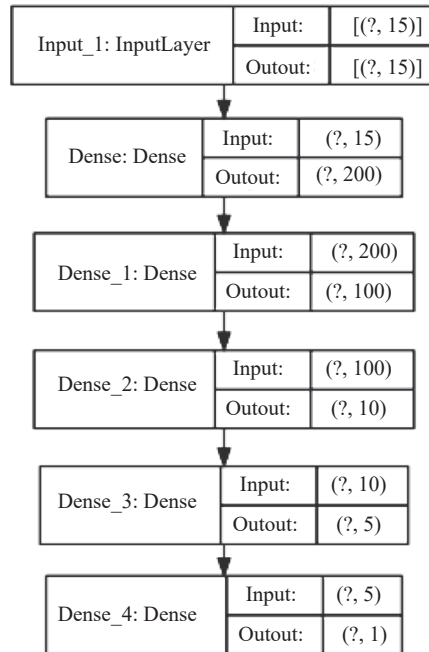 Input_1: InputLayer
Input: [(?, 15)]
Outout: [(?, 15)]
Dense: Dense
Input: (?, 15)
Outout: (?, 200)
Dense_1: Dense
Input: (?, 200)
Outout: (?, 100)
Dense_2: Dense
Input: (?, 100)
Outout: (?, 10)
Dense_3: Dense
Input: (?, 10)
Outout: (?, 5)
Dense_4: Dense
Input: (?, 5)
Outout: (?, 1)